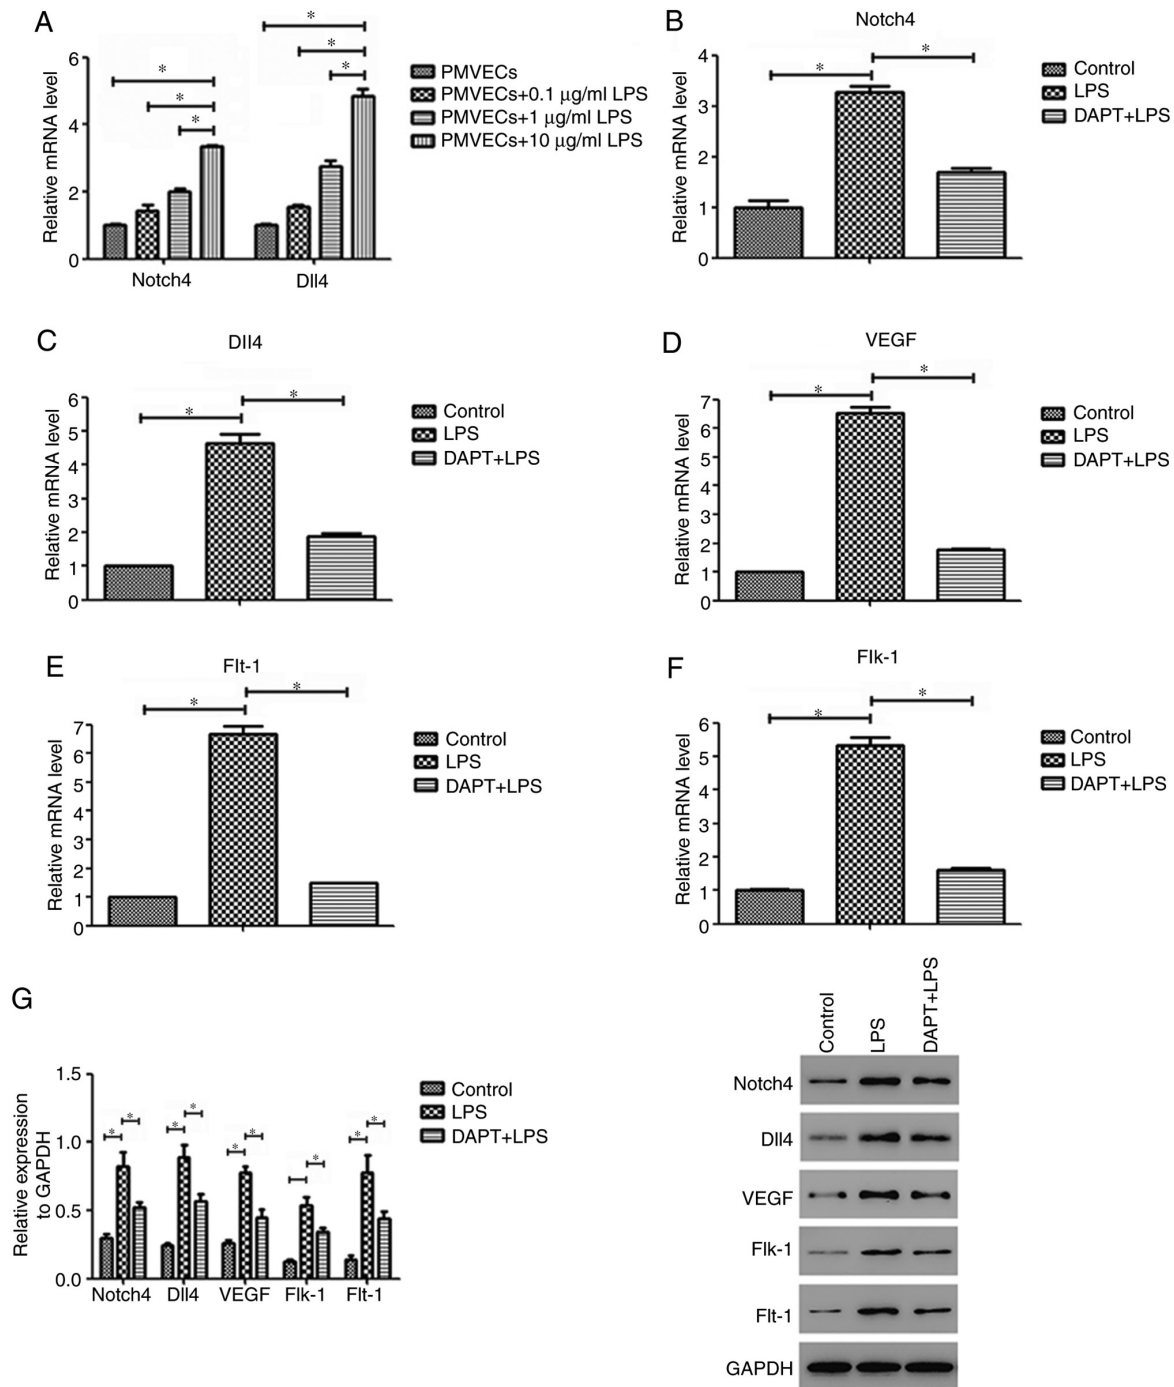 A
* * *
* * *
6
4
2
0
Relative mRNA level
Notch4 Dll4
PMVECs
PMVECs+0.1 μg/ml LPS
PMVECs+1 μg/ml LPS
PMVECs+10 μg/ml LPS
B
Notch4
* *
4
3
2
1
0
Relative mRNA level
Control
LPS
DAPT+LPS
C
Dll4
* *
6
5
4
3
2
1
0
Relative mRNA level
Control
LPS
DAPT+LPS
D
VEGF
* *
7
6
5
4
3
2
1
0
Relative mRNA level
Control
LPS
DAPT+LPS
E
Flt-1
* *
7
6
5
4
3
2
1
0
Relative mRNA level
Control
LPS
DAPT+LPS
F
Flk-1
* *
6
5
4
3
2
1
0
Relative mRNA level
Control
LPS
DAPT+LPS
G
1.5
1.0
0.5
0.0
Relative expression
to GAPDH
* * * * * * * * *
Notch4 Dll4 VEGF Flk-1 Flt-1
Control
LPS
DAPT+LPS
Control LPS DAPT+LPS
Notch4
Dll4
VEGF
Flk-1
Flt-1
GAPDH